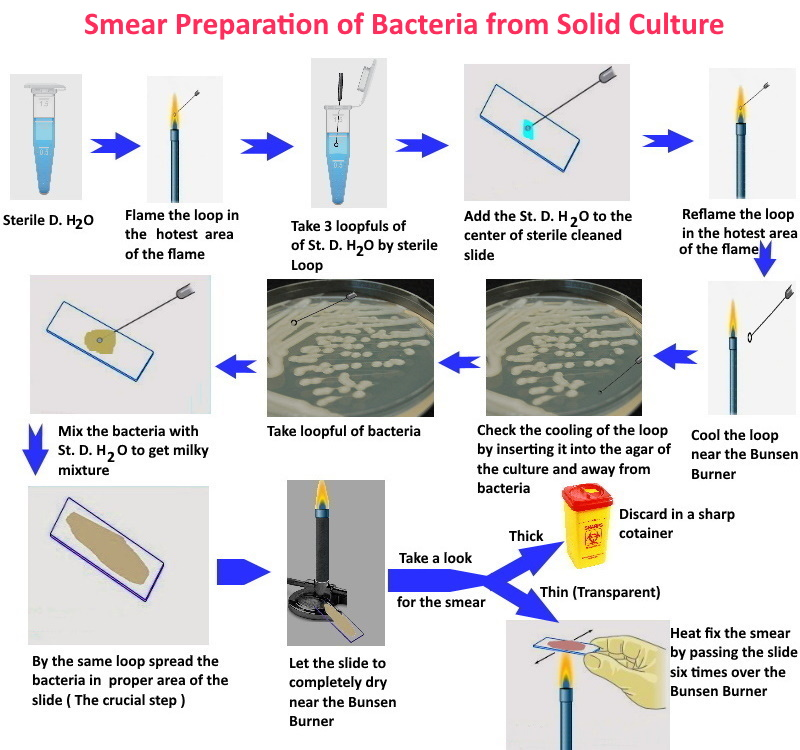 Smear Preparation of Bacteria from Solid Culture
Sterile D. H2O
Flame the loop in
the hotest area
of the flame
Take 3 loopfuls of
of St. D. H2O by sterile
Loop
Add the St. D. H2O to the
center of sterile cleaned
slide
Reflame the loop
in the hotest area
of the flame
Cool the loop
near the Bunsen
Burner
Check the cooling of the loop
by inserting it into the agar of
the culture and away from
bacteria
Take loopful of bacteria
Mix the bacteria with
St. D. H2O to get milky
mixture
By the same loop spread the
bacteria in proper area of the
slide ( The crucial step )
Let the slide to
completely dry
near the Bunsen
Burner
Take a look
for the smear
Thick
Discard in a sharp
cotainer
Thin (Transparent)
Heat fix the smear
by passing the slide
six times over the
Bunsen Burner